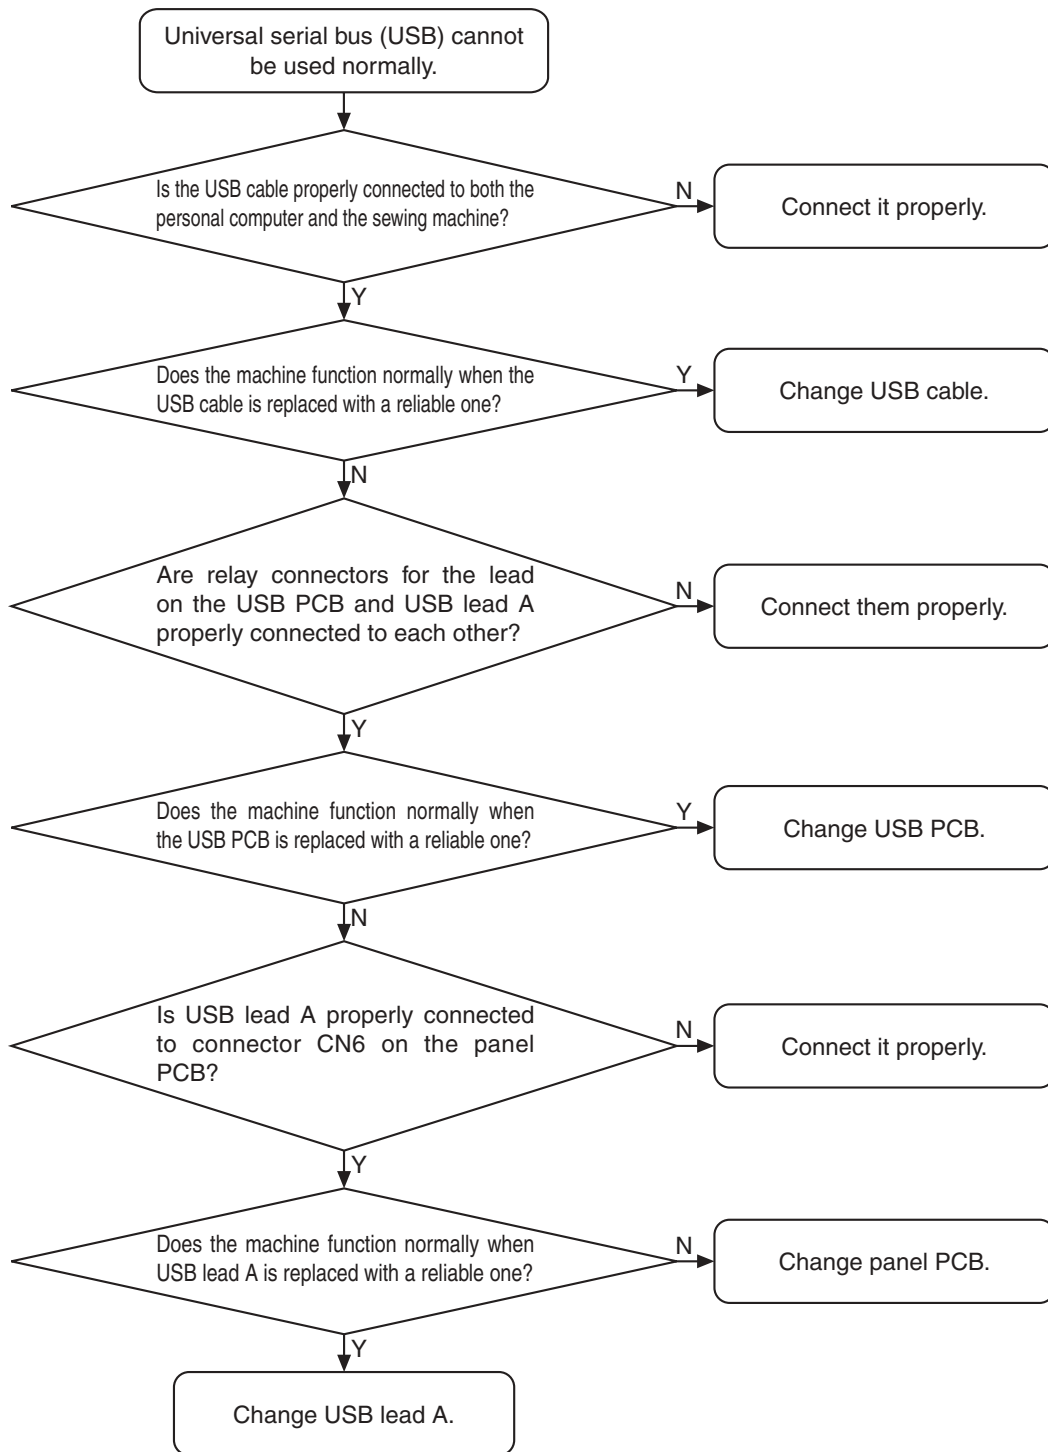 Universal serial bus (USB) cannot
be used normally.
Is the USB cable properly connected to both the
personal computer and the sewing machine?
N
Connect it properly.
Y
Does the machine function normally when the
USB cable is replaced with a reliable one?
Y
Change USB cable.
N
Are relay connectors for the lead
on the USB PCB and USB lead A
properly connected to each other?
N
Connect them properly.
Y
Does the machine function normally when
the USB PCB is replaced with a reliable one?
Y
Change USB PCB.
N
Is USB lead A properly connected
to connector CN6 on the panel
PCB?
N
Connect it properly.
Y
Does the machine function normally when
USB lead A is replaced with a reliable one?
N
Change panel PCB.
Y
Change USB lead A.